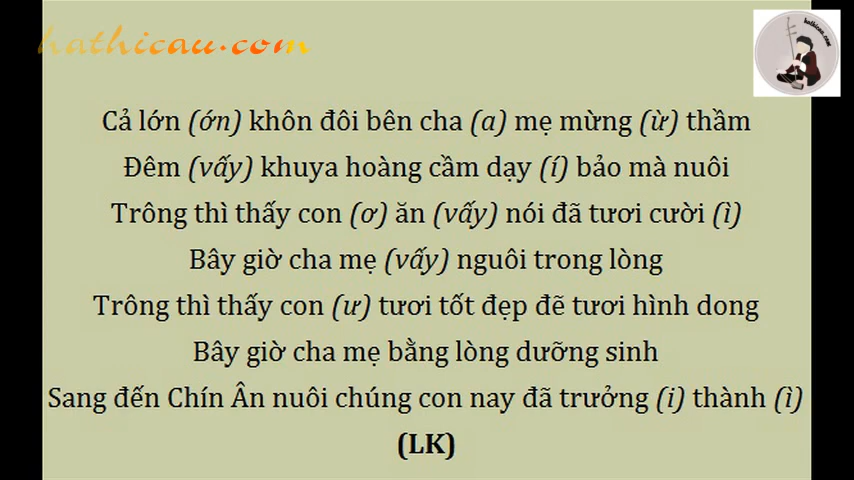 hathicau.com
hathicau.com
Cả lớn (ớn) khôn đôi bên cha (a) mẹ mừng (ừ) thầm
Đêm (vấy) khuya hoàng cầm dạy (í) bảo mà nuôi
Trông thì thấy con (ơ) ăn (vấy) nói đã tươi cười (ì)
Bây giờ cha mẹ (vấy) nguôi trong lòng
Trông thì thấy con (ư) tươi tốt đẹp đẽ tươi hình dong
Bây giờ cha mẹ bằng lòng dưỡng sinh
Sang đến Chín Ân nuôi chúng con nay đã trưởng (i) thành (ì)
(LK)